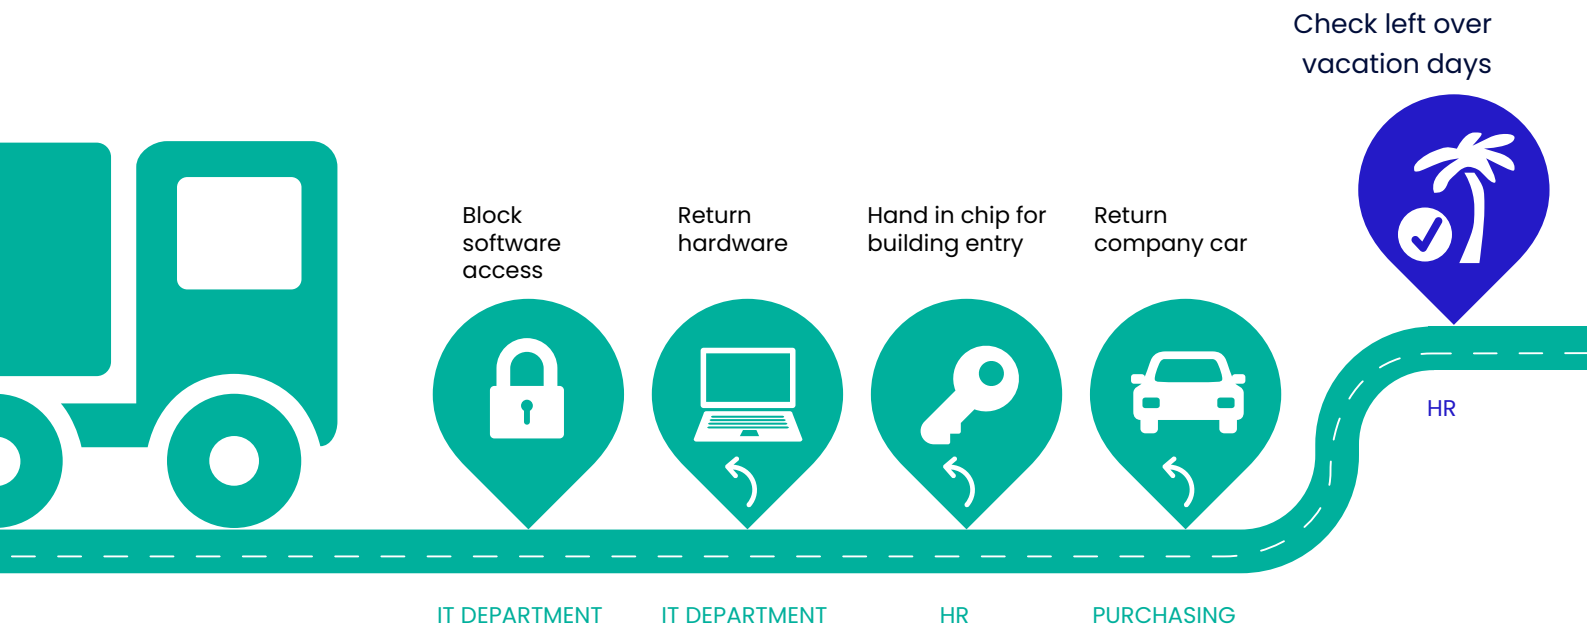 Check left over
vacation days
Block
software
access
Return
hardware
Hand in chip for
building entry
Return
company car
HR
IT DEPARTMENT
IT DEPARTMENT
HR
PURCHASING